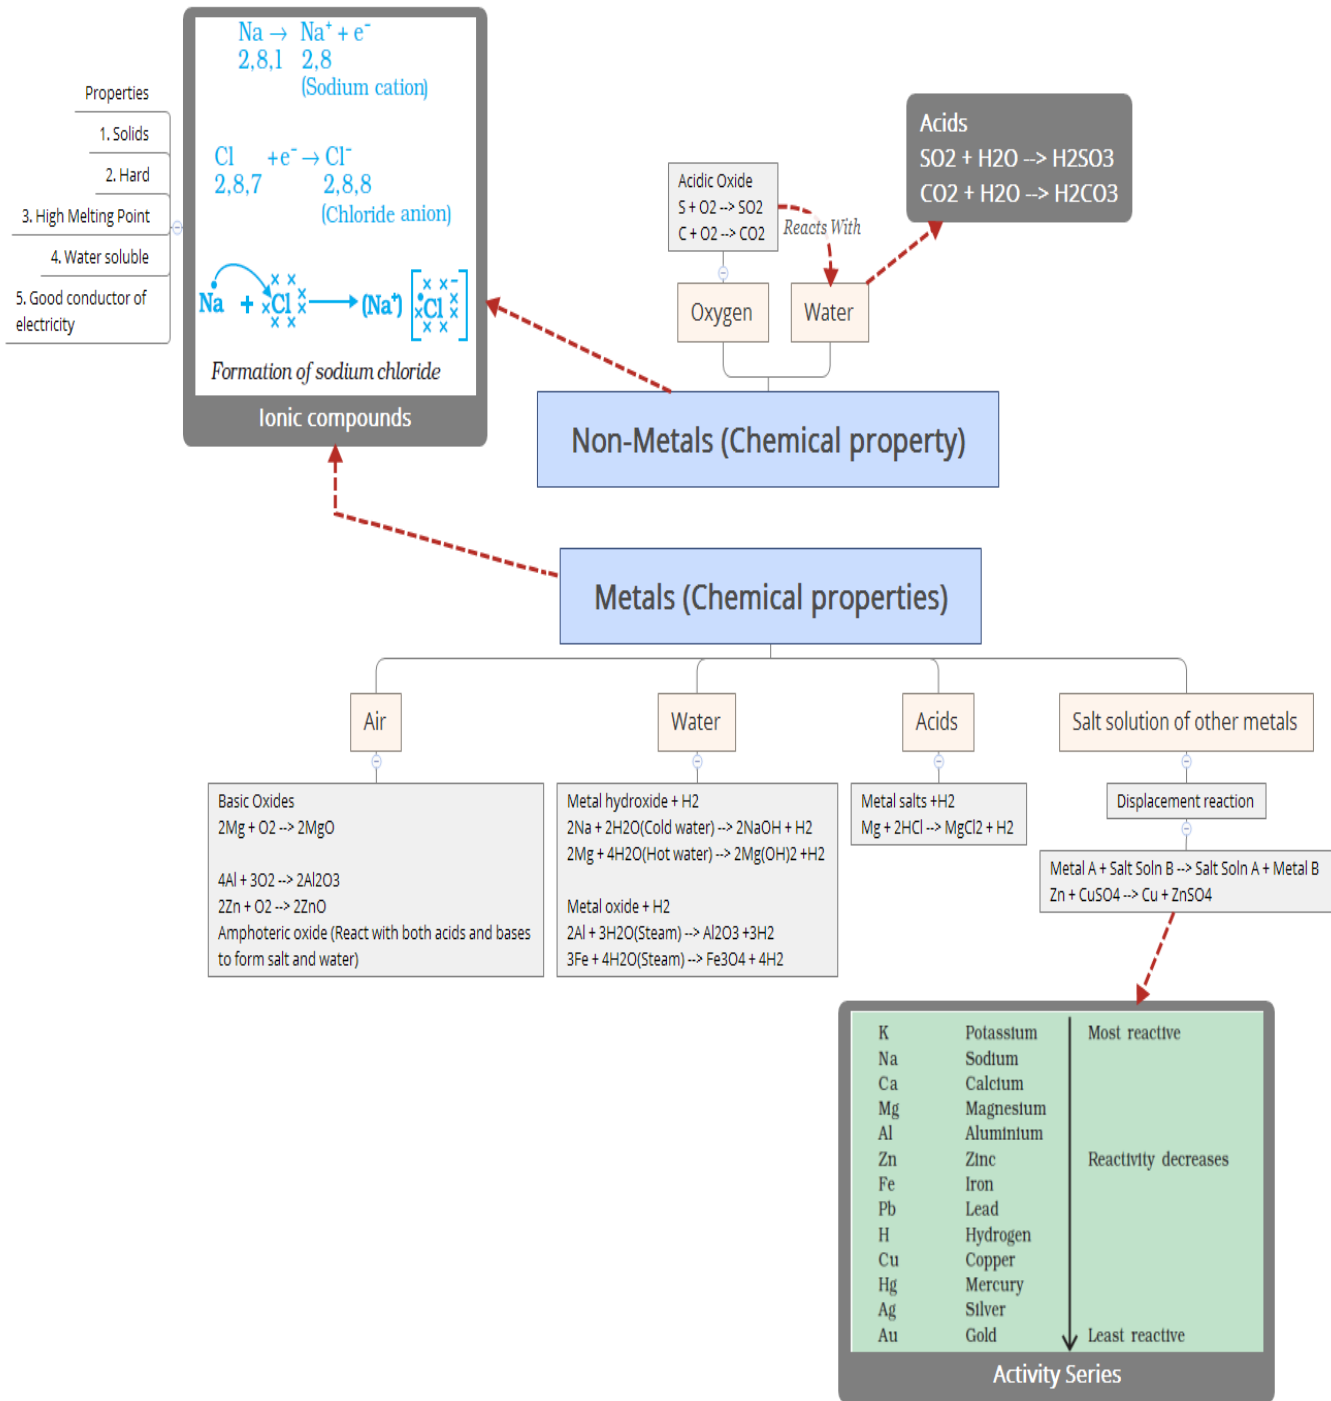 Na → Na⁺ + e⁻
2,8,1 2,8
(Sodium cation)
Cl +e⁻ → Cl⁻
2,8,7 2,8,8
(Chloride anion)
Na + Cl → (Na⁺) [Cl]⁻
Formation of sodium chloride
Ionic compounds
Properties
1. Solids
2. Hard
3. High Melting Point
4. Water soluble
5. Good conductor of
electricity
Acidic Oxide
S + O2 --> SO2
C + O2 --> CO2
Reacts With
Acids
SO2 + H2O --> H2SO3
CO2 + H2O --> H2CO3
Oxygen
Water
Non-Metals (Chemical property)
Metals (Chemical properties)
Air
Water
Acids
Salt solution of other metals
Basic Oxides
2Mg + O2 --> 2MgO
4Al + 3O2 --> 2Al2O3
2Zn + O2 --> 2ZnO
Amphoteric oxide (React with both acids and bases
to form salt and water)
Metal hydroxide + H2
2Na + 2H2O(Cold water) --> 2NaOH + H2
2Mg + 4H2O(Hot water) --> 2Mg(OH)2 +H2
Metal oxide + H2
2Al + 3H2O(Steam) --> Al2O3 +3H2
3Fe + 4H2O(Steam) --> Fe3O4 + 4H2
Metal salts +H2
Mg + 2HCl --> MgCl2 + H2
Displacement reaction
Metal A + Salt Soln B --> Salt Soln A + Metal B
Zn + CuSO4 --> Cu + ZnSO4
K Potassium Most reactive
Na Sodium
Ca Calcium
Mg Magnesium
Al Aluminium
Zn Zinc Reactivity decreases
Fe Iron
Pb Lead
H Hydrogen
Cu Copper
Hg Mercury
Ag Silver
Au Gold Least reactive
Activity Series